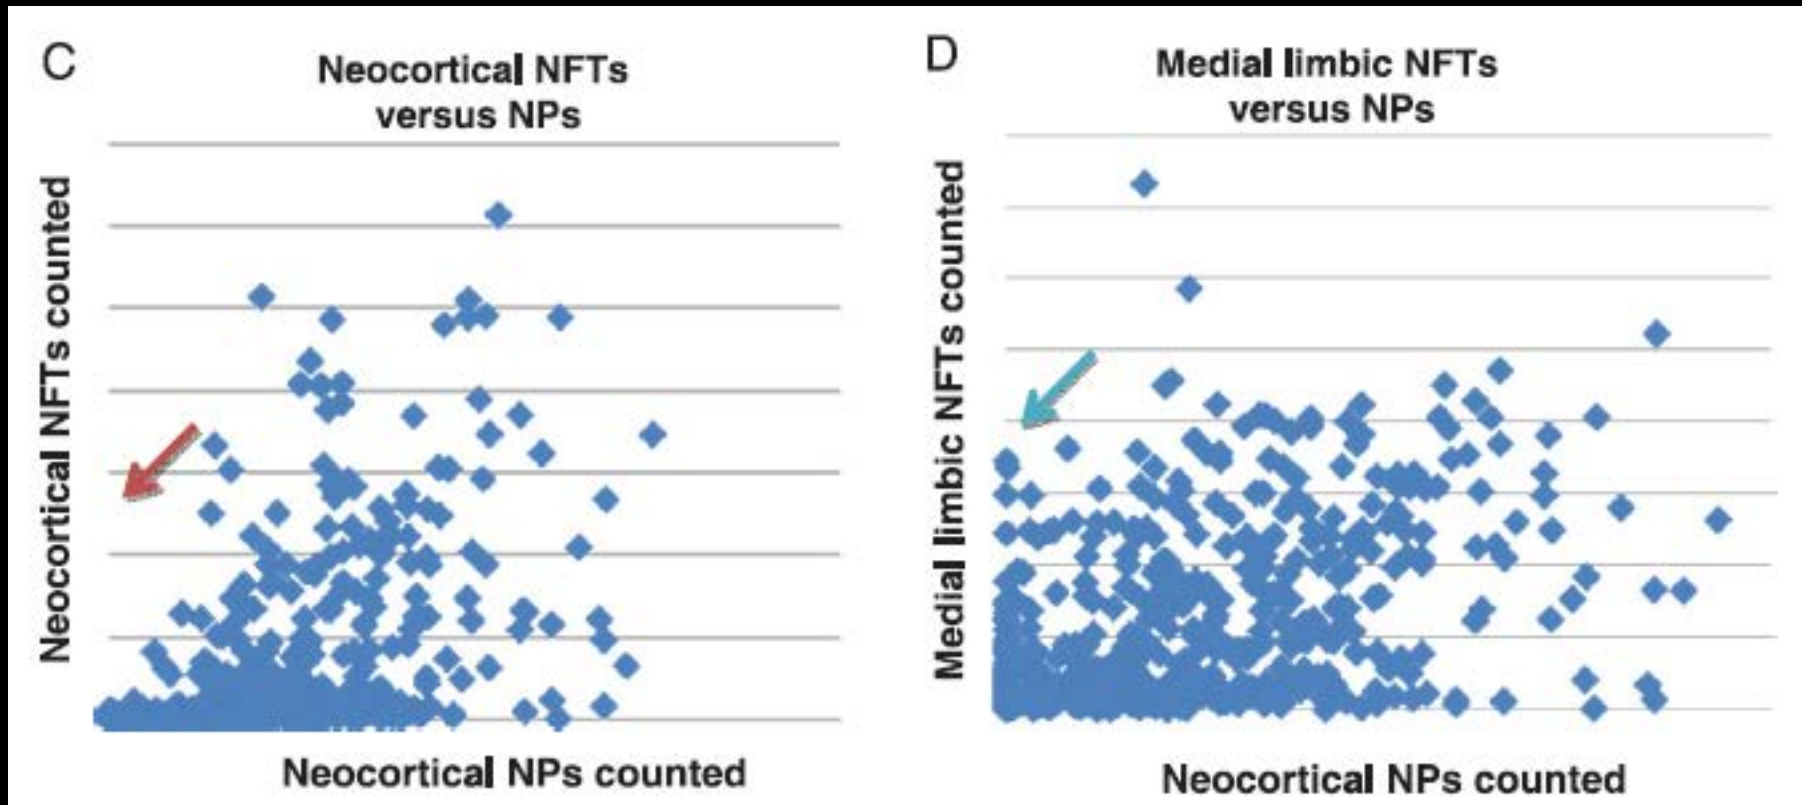 C
Neocortical NFTs
versus NPs
Neocortical NFTs counted
Neocortical NPs counted
D
Medial limbic NFTs
versus NPs
Medial limbic NFTs counted
Neocortical NPs counted